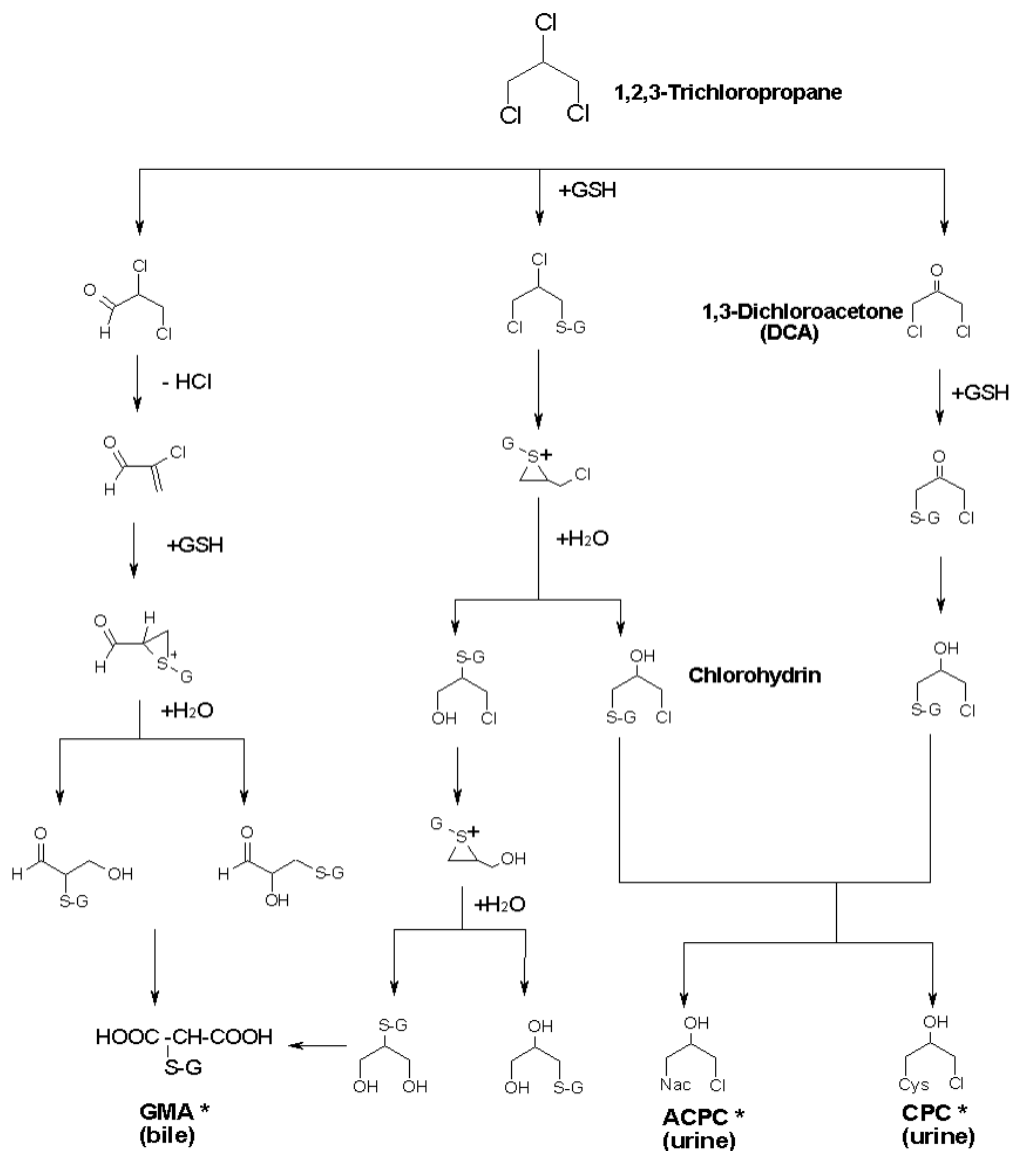 Cl
1,2,3-Trichloropropane
Cl
Cl
+GSH
Cl
O
H
Cl
Cl
Cl
S-G
O
Cl
Cl
1,3-Dichloroacetone
(DCA)
- HCl
+GSH
O
Cl
H
G
S+
Cl
O
S-G
Cl
+GSH
+H2O
O
H
H
S+
G
+H2O
S-G
OH
Cl
OH
S-G
Cl
Chlorohydrin
OH
S-G
Cl
O
H
OH
S-G
O
H
S-G
OH
G
S+
OH
+H2O
HOOC-CH-COOH
S-G
GMA *
(bile)
S-G
OH
OH
OH
OH
S-G
OH
Nac
Cl
ACPC *
(urine)
OH
Cys
Cl
CPC *
(urine)